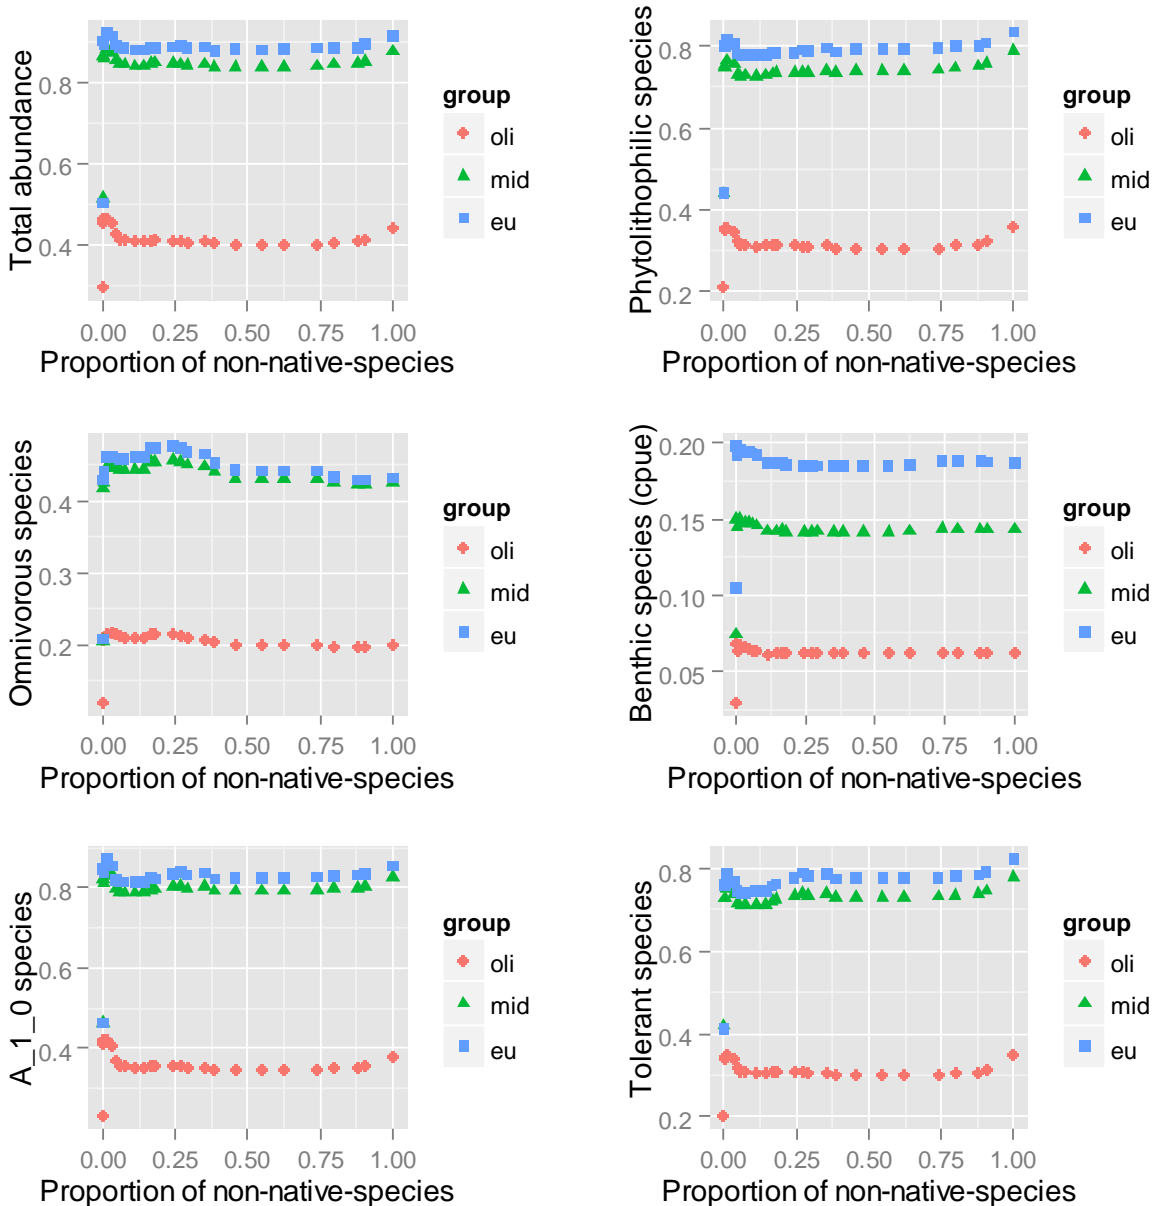 Total abundance
0.8
0.6
0.4
0.00 0.25 0.50 0.75 1.00
Proportion of non-native-species
group
oli
mid
eu
Phytolithophilic species
0.8
0.6
0.4
0.2
0.00 0.25 0.50 0.75 1.00
Proportion of non-native-species
group
oli
mid
eu
Omnivorous species
0.4
0.3
0.2
0.00 0.25 0.50 0.75 1.00
Proportion of non-native-species
group
oli
mid
eu
Benthic species (cpue)
0.20
0.15
0.10
0.05
0.00 0.25 0.50 0.75 1.00
Proportion of non-native-species
group
oli
mid
eu
A_1_0 species
0.8
0.6
0.4
0.00 0.25 0.50 0.75 1.00
Proportion of non-native-species
group
oli
mid
eu
Tolerant species
0.8
0.6
0.4
0.2
0.00 0.25 0.50 0.75 1.00
Proportion of non-native-species
group
oli
mid
eu